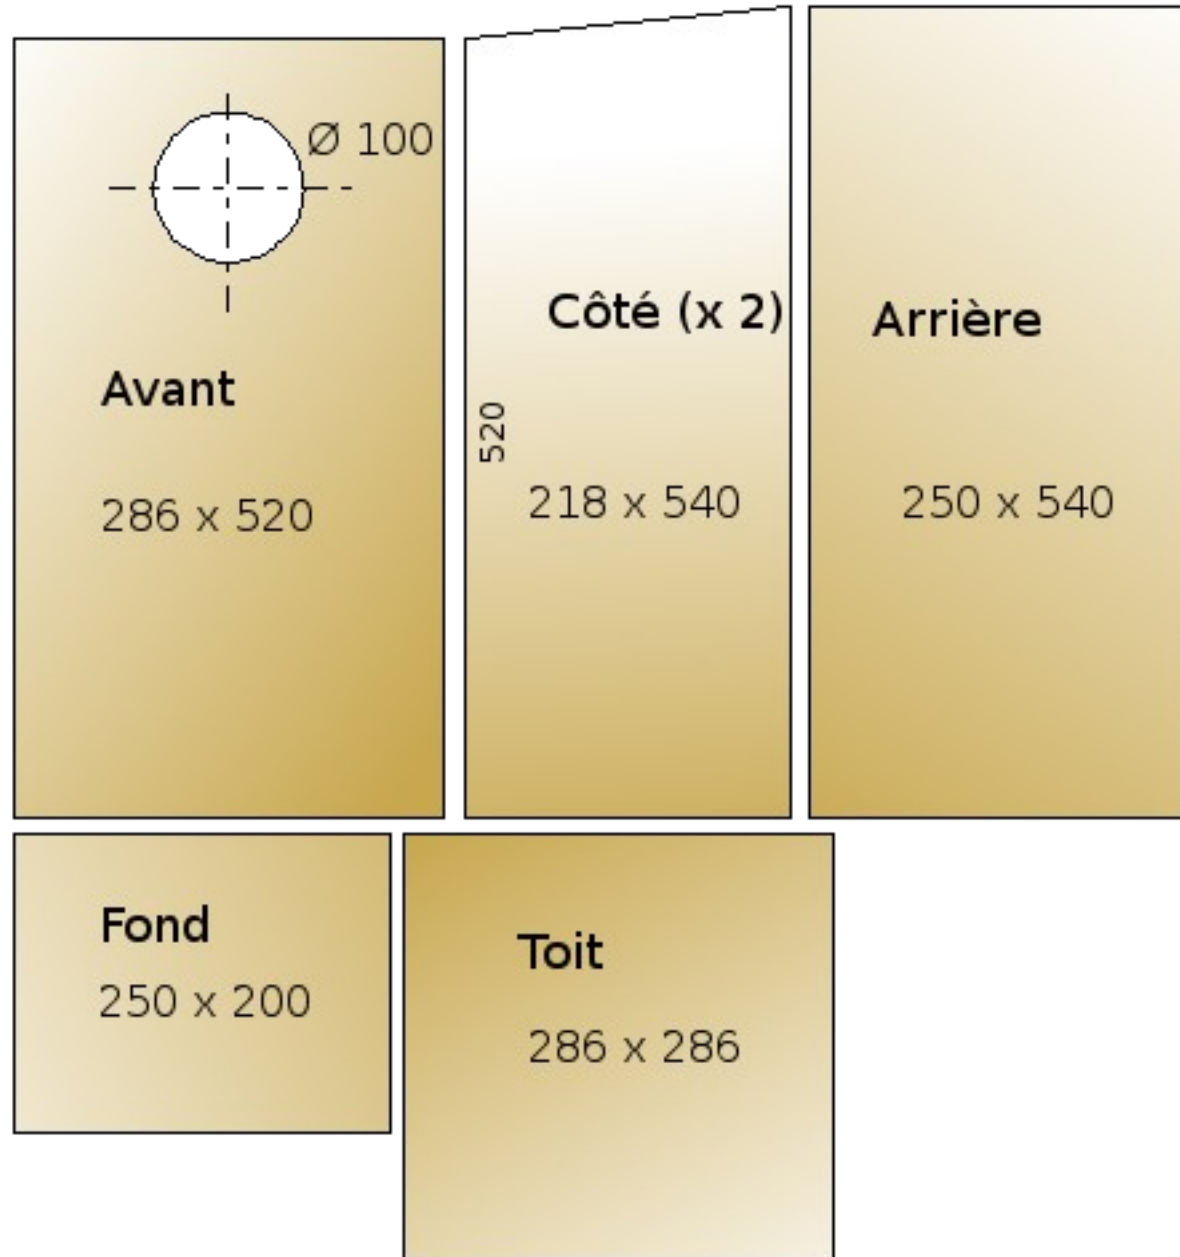 Ø 100
Avant
286 x 520
Côté (x 2)
520
218 x 540
Arrière
250 x 540
Fond
250 x 200
Toit
286 x 286